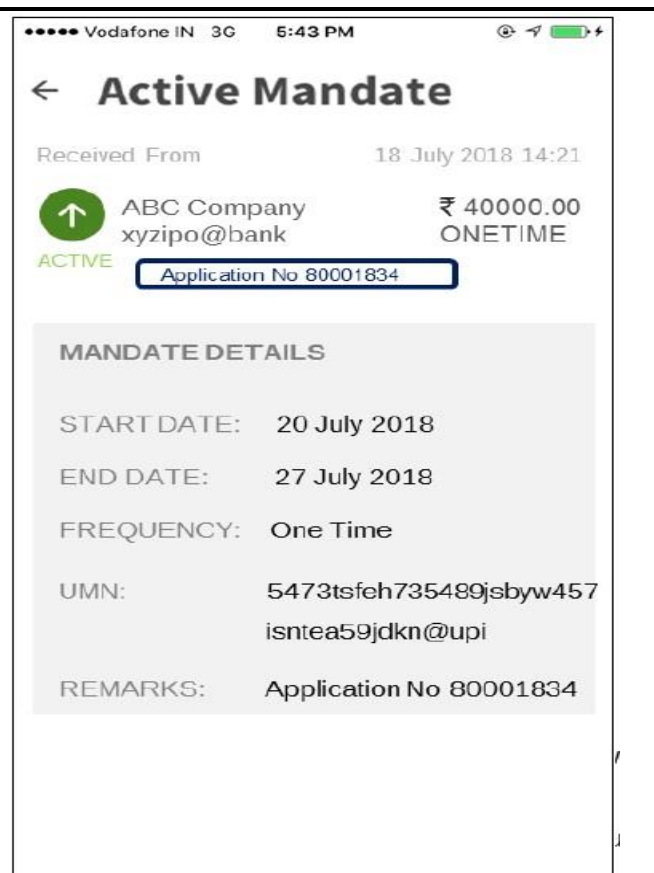 Vodafone IN 3G 5:43 PM
← Active Mandate
Received From 18 July 2018 14:21
ABC Company ₹ 40000.00
xyzipo@bank ONETIME
ACTIVE
Application No 80001834
MANDATE DETAILS
START DATE: 20 July 2018
END DATE: 27 July 2018
FREQUENCY: One Time
UMN: 5473tsfeh735489jsbyw457
isntea59jdkn@upi
REMARKS: Application No 80001834